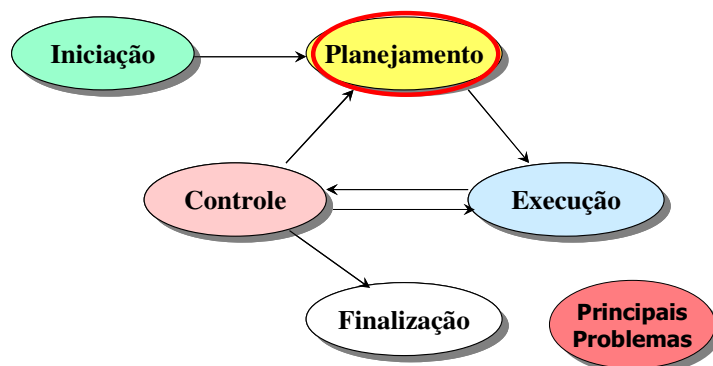 Iniciação
Planejamento
Controle
Execução
Finalização
Principais
Problemas